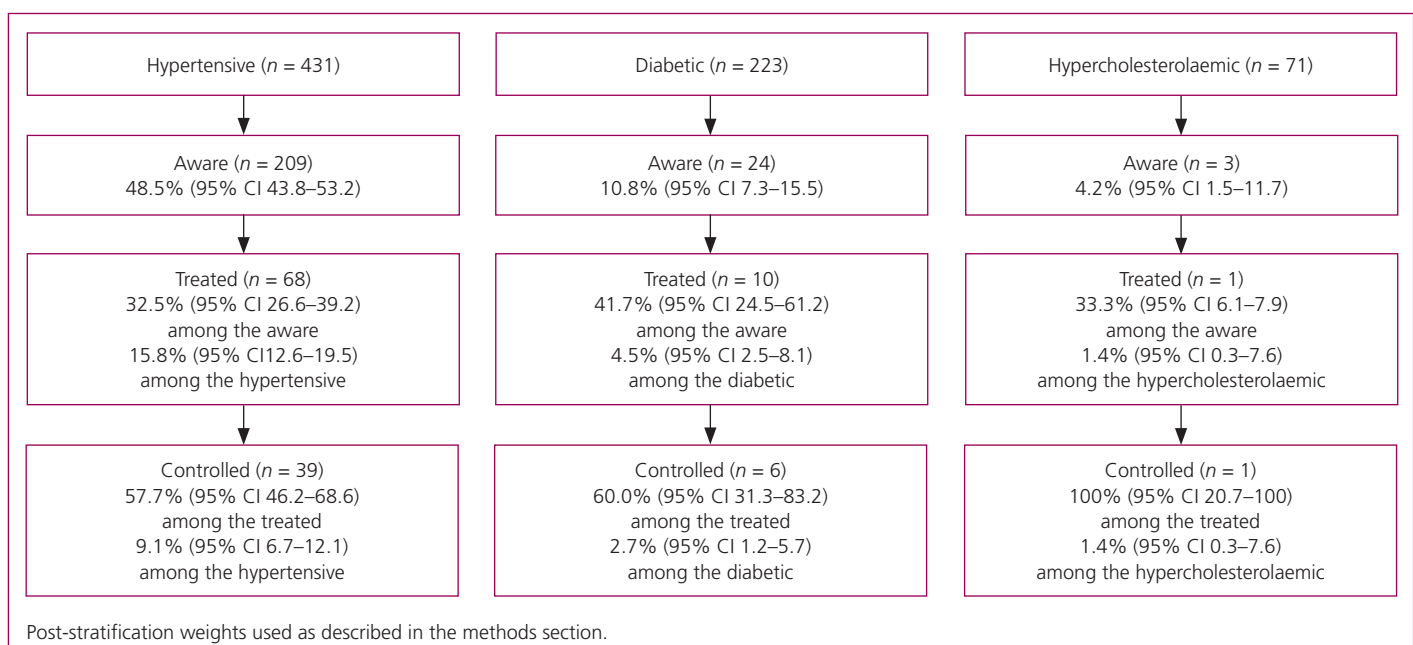 Hypertensive (n = 431)
Aware (n = 209)
48.5% (95% CI 43.8–53.2)
Treated (n = 68)
32.5% (95% CI 26.6–39.2)
among the aware
15.8% (95% CI12.6–19.5)
among the hypertensive
Controlled (n = 39)
57.7% (95% CI 46.2–68.6)
among the treated
9.1% (95% CI 6.7–12.1)
among the hypertensive
Diabetic (n = 223)
Aware (n = 24)
10.8% (95% CI 7.3–15.5)
Treated (n = 10)
41.7% (95% CI 24.5–61.2)
among the aware
4.5% (95% CI 2.5–8.1)
among the diabetic
Controlled (n = 6)
60.0% (95% CI 31.3–83.2)
among the treated
2.7% (95% CI 1.2–5.7)
among the diabetic
Hypercholesterolaemic (n = 71)
Aware (n = 3)
4.2% (95% CI 1.5–11.7)
Treated (n = 1)
33.3% (95% CI 6.1–7.9)
among the aware
1.4% (95% CI 0.3–7.6)
among the hypercholesterolaemic
Controlled (n = 1)
100% (95% CI 20.7–100)
among the treated
1.4% (95% CI 0.3–7.6)
among the hypercholesterolaemic
Post-stratification weights used as described in the methods section.